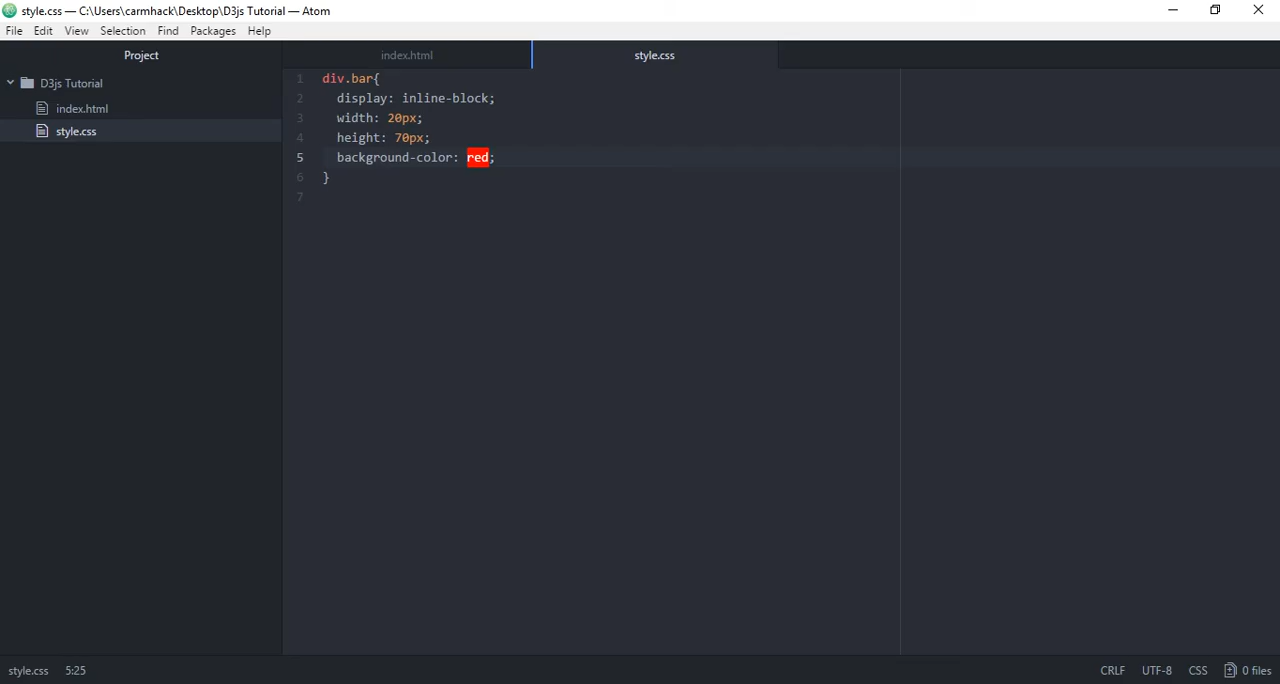 style.css — C:\Users\carmhack\Desktop\D3js Tutorial — Atom
File Edit View Selection Find Packages Help
Project
D3js Tutorial
index.html
style.css
index.html style.css
1 div.bar{
2 display: inline-block;
3 width: 20px;
4 height: 70px;
5 background-color: red;
6 }
7
style.css 5:25 CRLF UTF-8 CSS 0 files